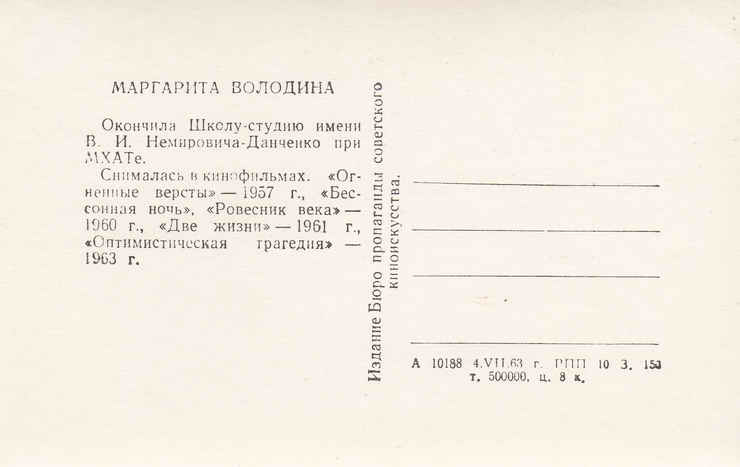 МАРГАРИТА ВОЛОДИНА
Окончила Школу-студию имени
В. И. Немировича-Данченко при
МХАТе.
Снималась в кинофильмах. «Ог-
ненные версты» — 1957 г., «Бес-
сонная ночь», «Ровесник века» —
1960 г., «Две жизни» — 1961 г.,
«Оптимистическая трагедия» —
1963 г.
Издание Бюро пропаганды советского
киноискусства.
А 10188 4.VII.63 г. РПП 10 З. 150
т. 500000. ц. 8 к.